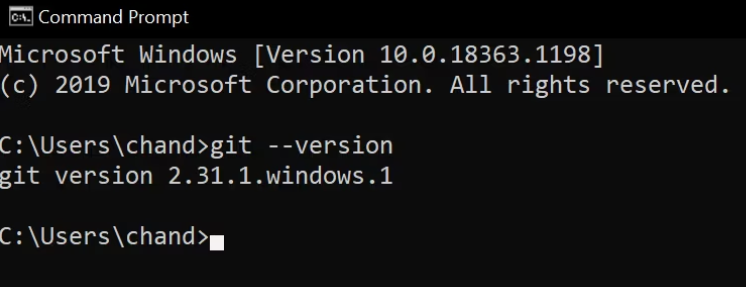 Command Prompt
Microsoft Windows [Version 10.0.18363.1198]
(c) 2019 Microsoft Corporation. All rights reserved.
C:\Users\chand>git --version
git version 2.31.1.windows.1
C:\Users\chand>